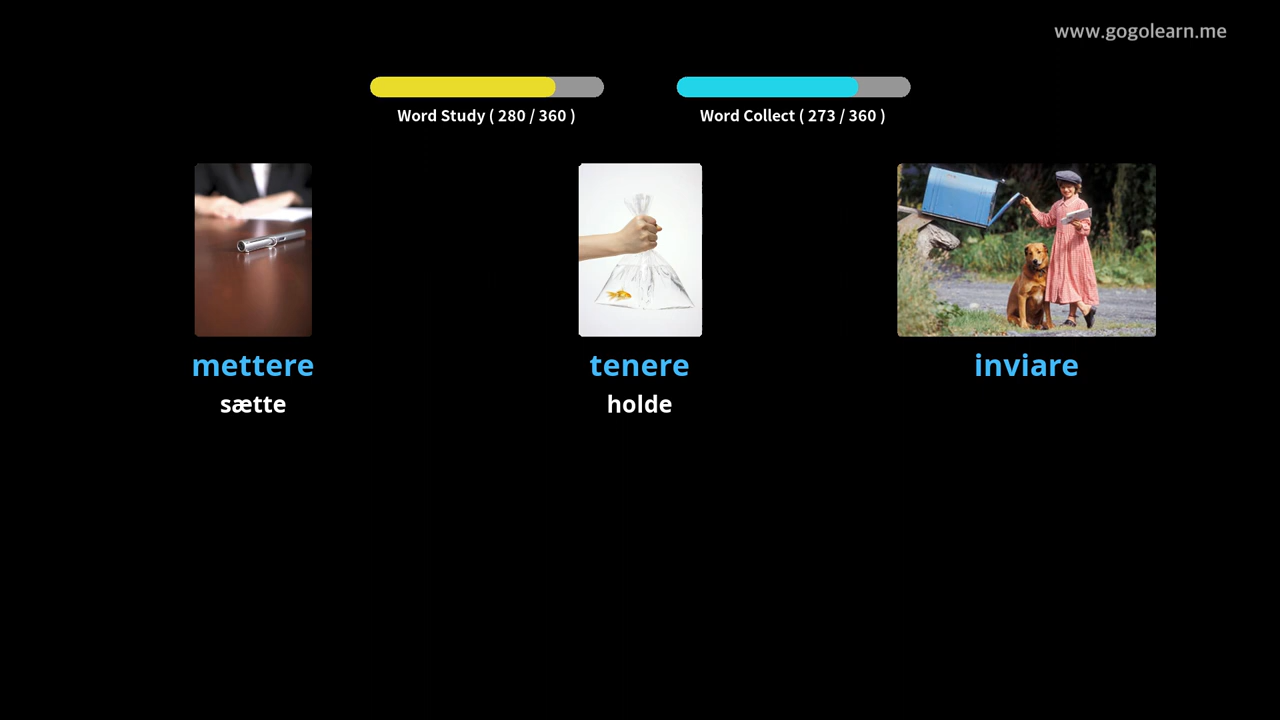 www.gogolearn.me
Word Study ( 280 / 360 )
Word Collect ( 273 / 360 )
mettere
sætte
tenere
holde
inviare